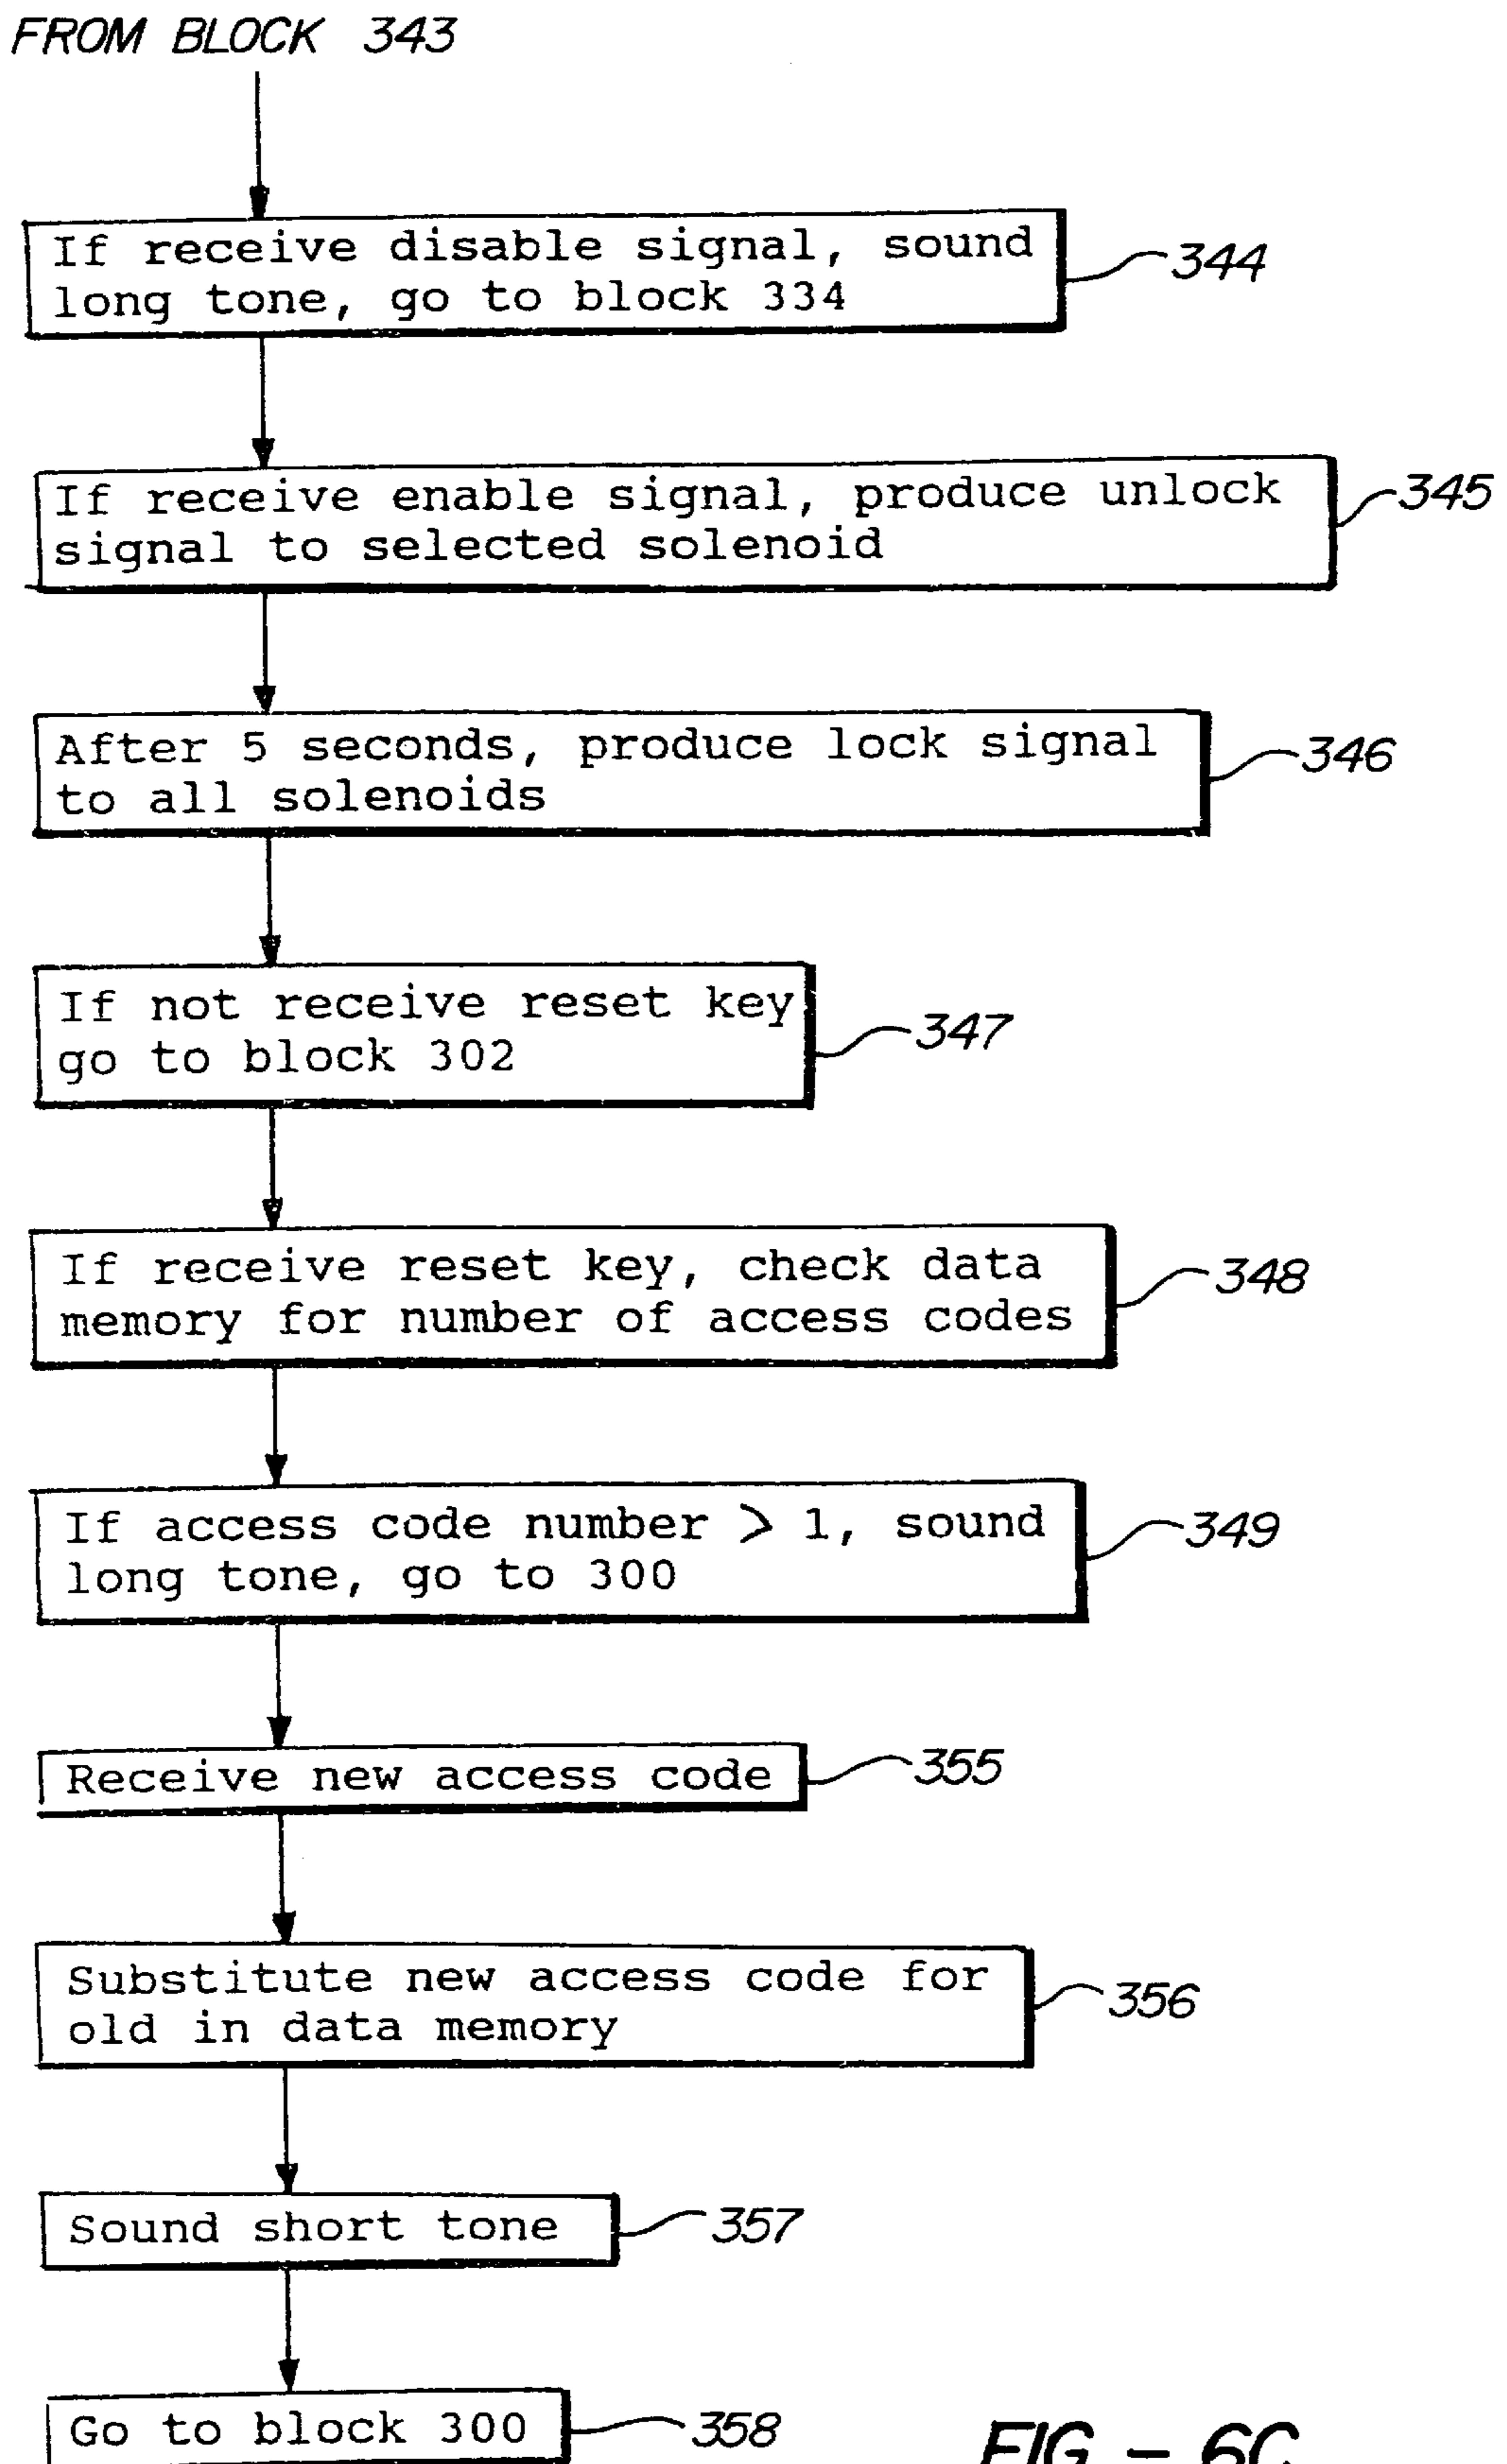 FROM BLOCK 343
If receive disable signal, sound
long tone, go to block 334
344
If receive enable signal, produce unlock
signal to selected solenoid
345
After 5 seconds, produce lock signal
to all solenoids
346
If not receive reset key
go to block 302
347
If receive reset key, check data
memory for number of access codes
348
If access code number > 1, sound
long tone, go to 300
349
Receive new access code
355
Substitute new access code for
old in data memory
356
Sound short tone
357
Go to block 300
358
FIG - 6C